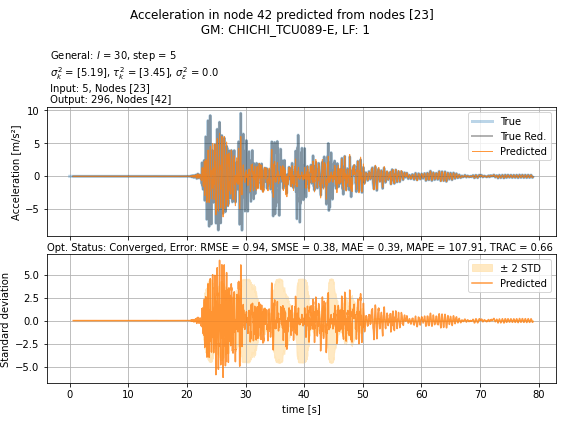 Acceleration in node 42 predicted from nodes [23]
GM: CHICHI_TCU089-E, LF: 1
General: l = 30, step = 5
σ²ₖ = [5.19], τ²ₖ = [3.45], σ²ε = 0.0
Input: 5, Nodes [23]
Output: 296, Nodes [42]
10
5
0
−5
Acceleration [m/s²]
True
True Red.
Predicted
Opt. Status: Converged, Error: RMSE = 0.94, SMSE = 0.38, MAE = 0.39, MAPE = 107.91, TRAC = 0.66
5.0
2.5
0.0
−2.5
−5.0
Standard deviation
± 2 STD
Predicted
0 10 20 30 40 50 60 70 80
time [s]